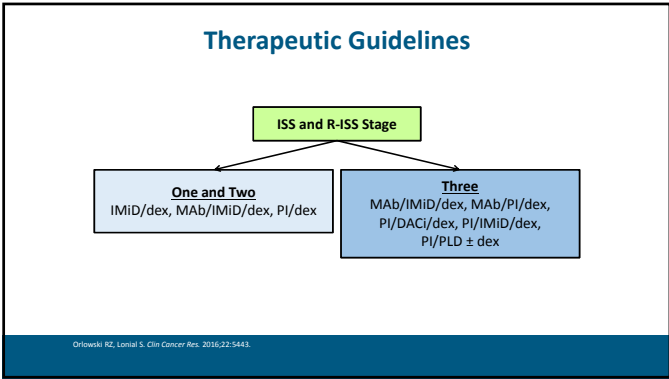 Therapeutic Guidelines
ISS and R-ISS Stage
One and Two
IMiD/dex, MAb/IMiD/dex, PI/dex
Three
MAb/IMiD/dex, MAb/PI/dex,
PI/DACi/dex, PI/IMiD/dex,
PI/PLD ± dex
Orlowski RZ, Lonial S. Clin Cancer Res. 2016;22:5443.